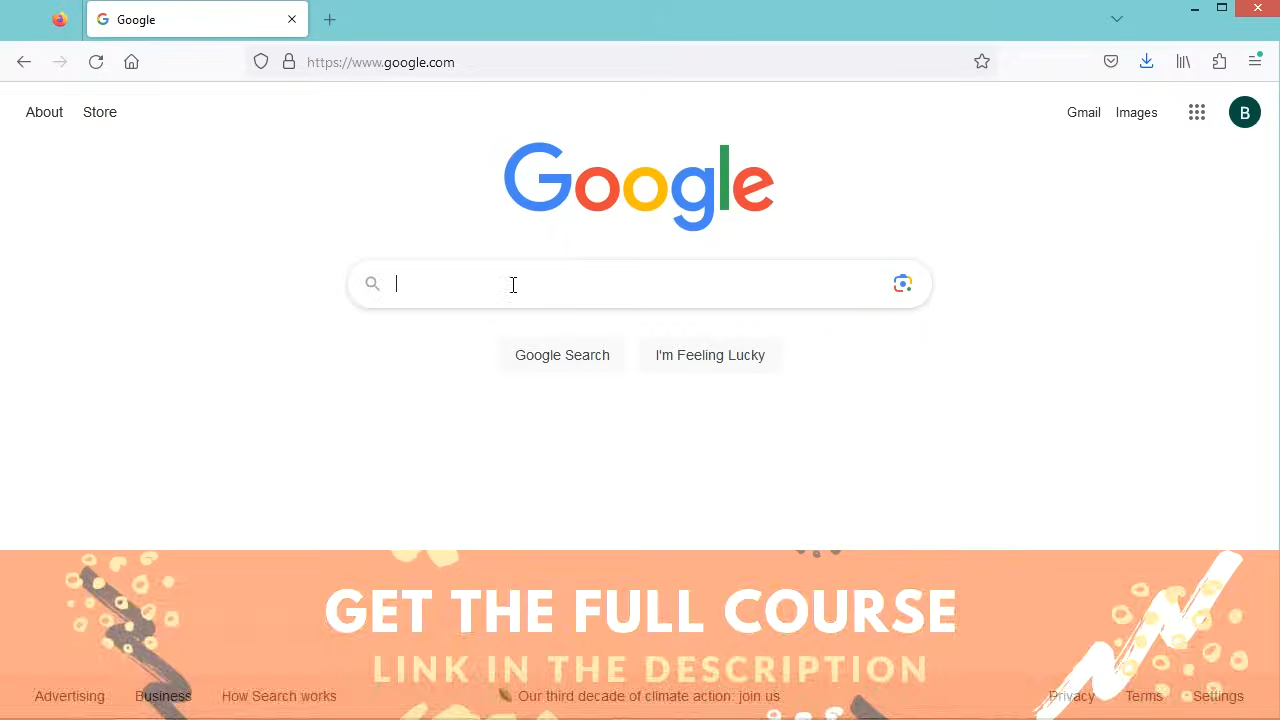 Google
https://www.google.com
About Store
Gmail Images
B
Google
Google Search I'm Feeling Lucky
GET THE FULL COURSE
LINK IN THE DESCRIPTION
Advertising Business How Search works
Our third decade of climate action: join us
Privacy Terms Settings